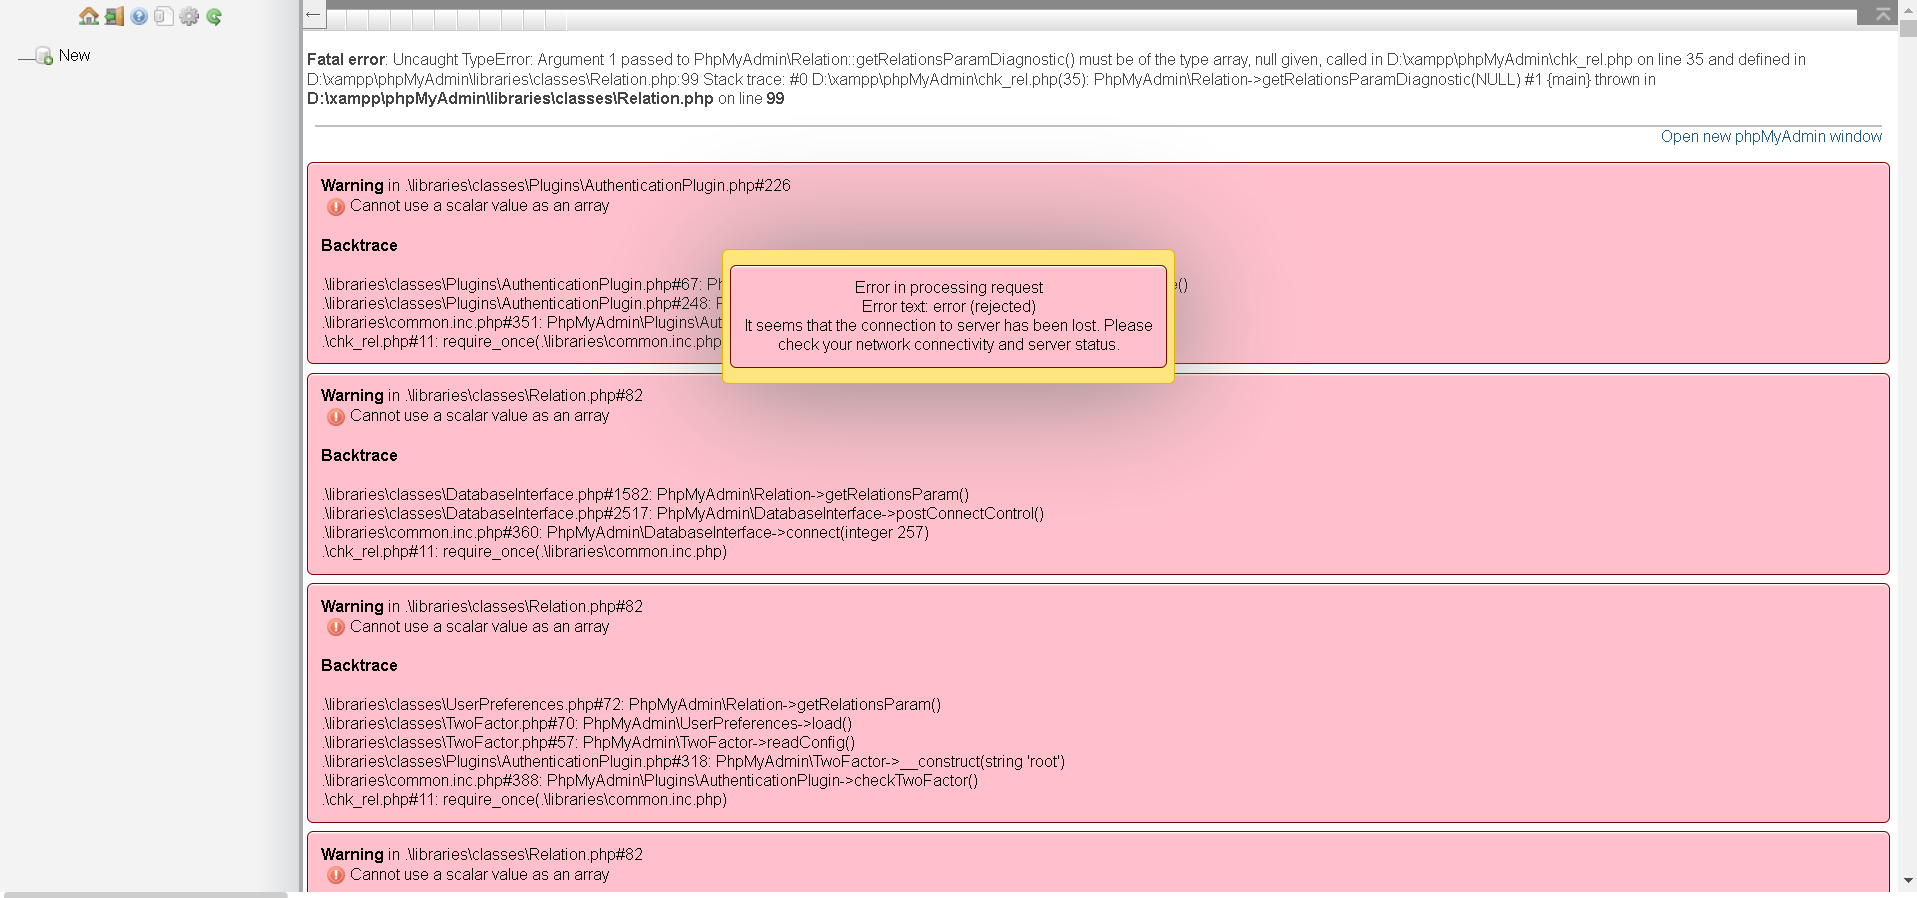 New
Fatal error: Uncaught TypeError: Argument 1 passed to PhpMyAdmin\Relation::getRelationsParamDiagnostic() must be of the type array, null given, called in D:\xampp\phpMyAdmin\chk_rel.php on line 35 and defined in
D:\xampp\phpMyAdmin\libraries\classes\Relation.php:99 Stack trace: #0 D:\xampp\phpMyAdmin\chk_rel.php(35): PhpMyAdmin\Relation->getRelationsParamDiagnostic(NULL) #1 {main} thrown in
D:\xampp\phpMyAdmin\libraries\classes\Relation.php on line 99
Open new phpMyAdmin window
Warning in .\libraries\classes\Plugins\AuthenticationPlugin.php#226
Cannot use a scalar value as an array
Backtrace
.\libraries\classes\Plugins\AuthenticationPlugin.php#67:
.\libraries\classes\Plugins\AuthenticationPlugin.php#248:
.\libraries\common.inc.php#351: PhpMyAdmin\Plugins\Aut
.\chk_rel.php#11: require_once(.\libraries\common.inc.php
Error in processing request
Error text: error (rejected)
It seems that the connection to server has been lost. Please
check your network connectivity and server status.
Warning in .\libraries\classes\Relation.php#82
Cannot use a scalar value as an array
Backtrace
.\libraries\classes\DatabaseInterface.php#1582: PhpMyAdmin\Relation->getRelationsParam()
.\libraries\classes\DatabaseInterface.php#2517: PhpMyAdmin\DatabaseInterface->postConnectControl()
.\libraries\common.inc.php#360: PhpMyAdmin\DatabaseInterface->connect(integer 257)
.\chk_rel.php#11: require_once(.\libraries\common.inc.php)
Warning in .\libraries\classes\Relation.php#82
Cannot use a scalar value as an array
Backtrace
.\libraries\classes\UserPreferences.php#72: PhpMyAdmin\Relation->getRelationsParam()
.\libraries\classes\TwoFactor.php#70: PhpMyAdmin\UserPreferences->load()
.\libraries\classes\TwoFactor.php#57: PhpMyAdmin\TwoFactor->readConfig()
.\libraries\classes\Plugins\AuthenticationPlugin.php#318: PhpMyAdmin\TwoFactor->__construct(string 'root')
.\libraries\common.inc.php#388: PhpMyAdmin\Plugins\AuthenticationPlugin->checkTwoFactor()
.\chk_rel.php#11: require_once(.\libraries\common.inc.php)
Warning in .\libraries\classes\Relation.php#82
Cannot use a scalar value as an array